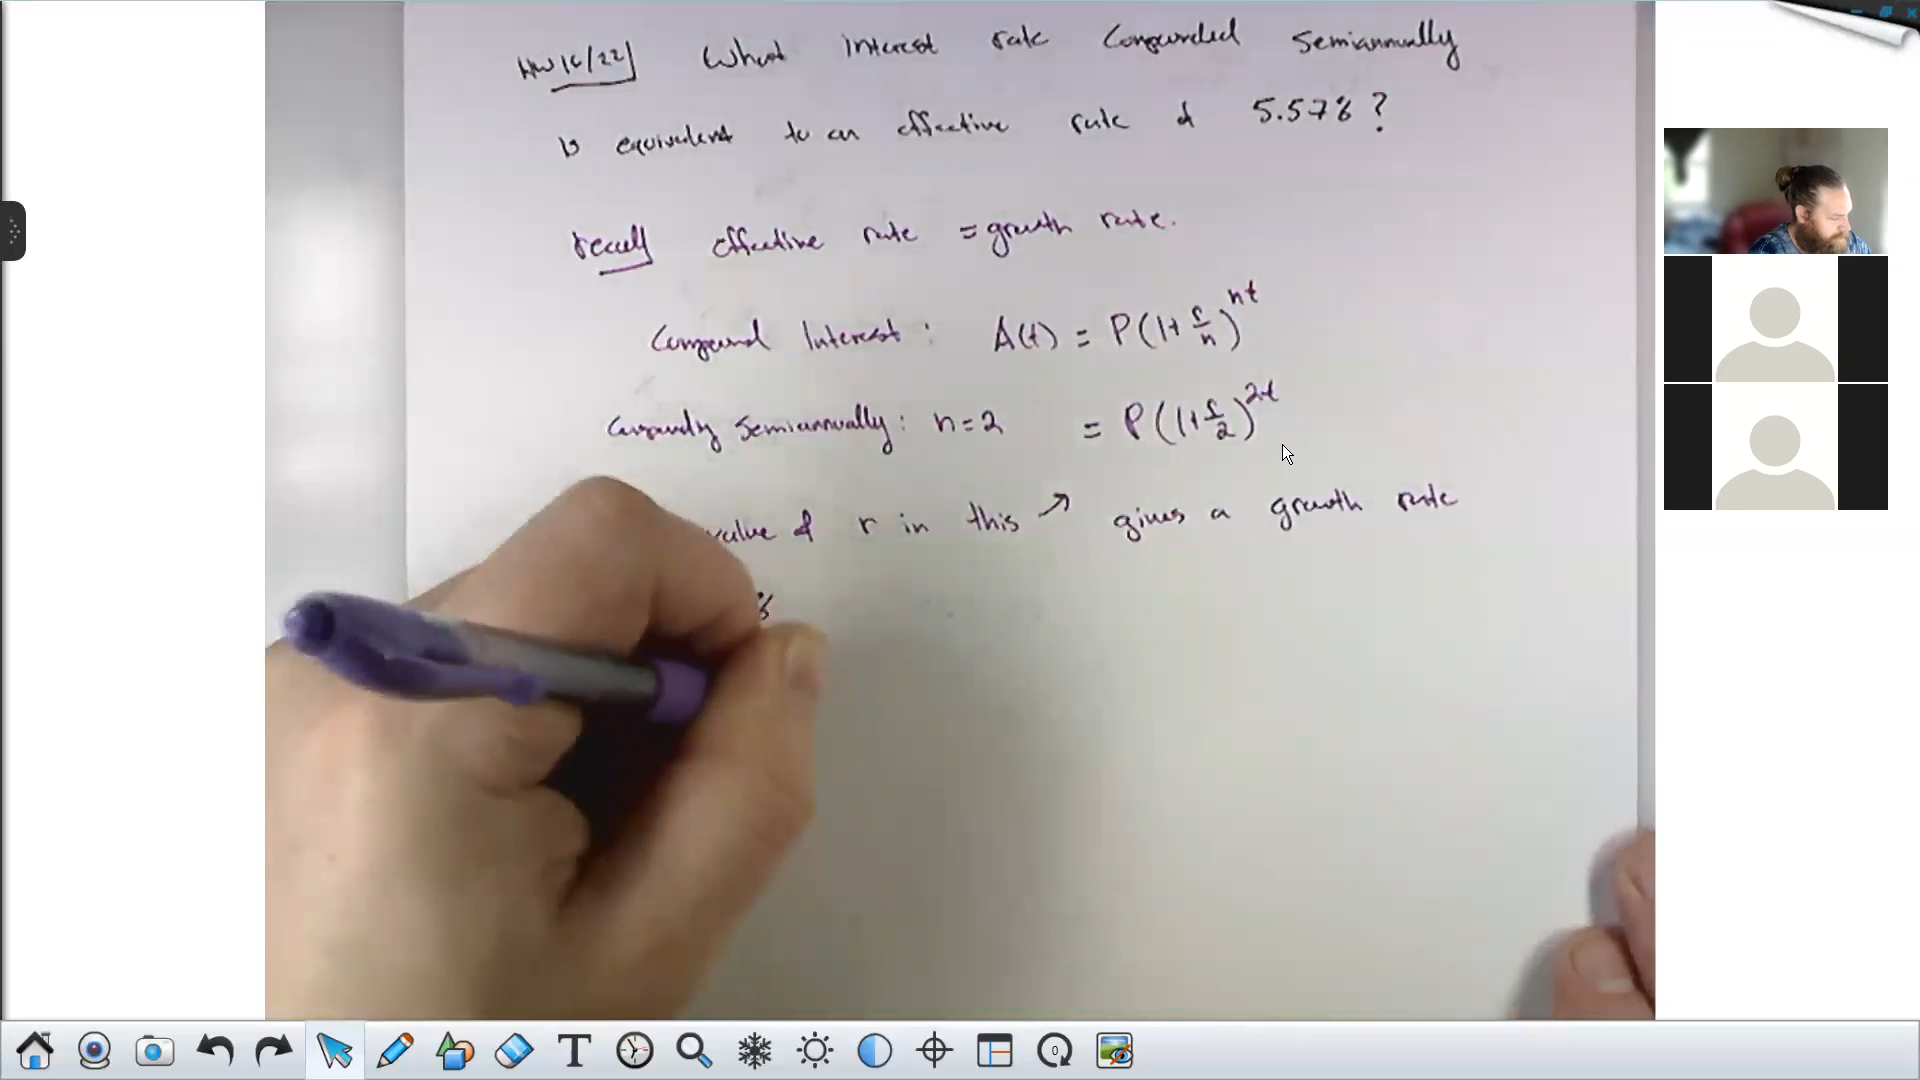 HW 16/22] What interest rate compounded semiannually
is equivalent to an effective rate of 5.57% ?
recall effective rate = growth rate.
Compound Interest : A(t) = P(1+r/n)^nt
Compounding semiannually : n=2 = P(1+r/2)^2t
value of r in this ↗ gives a growth rate
%
T
0